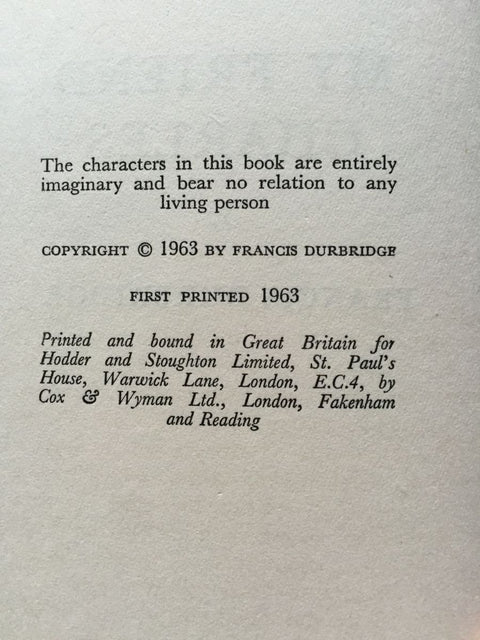 The characters in this book are entirely
imaginary and bear no relation to any
living person
COPYRIGHT © 1963 BY FRANCIS DURBRIDGE
FIRST PRINTED 1963
Printed and bound in Great Britain for
Hodder and Stoughton Limited, St. Paul's
House, Warwick Lane, London, E.C.4, by
Cox & Wyman Ltd., London, Fakenham
and Reading